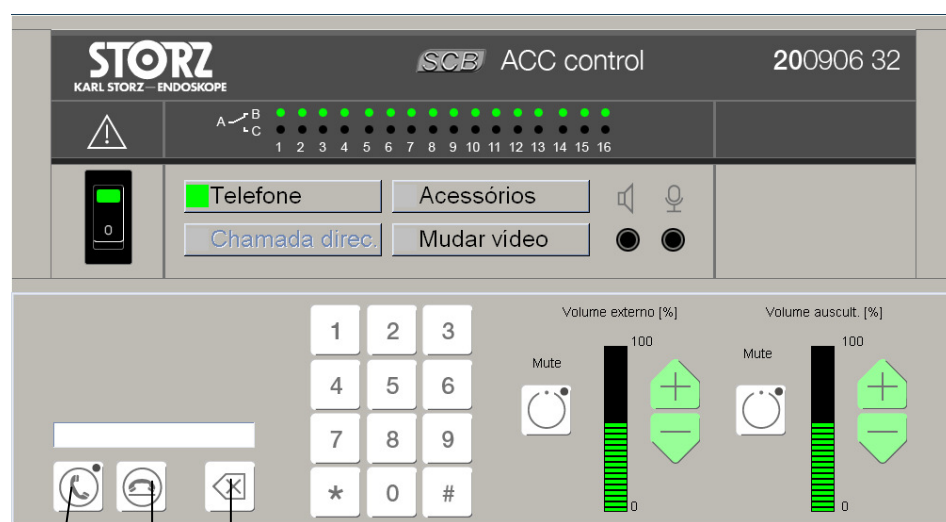 STORZ
KARL STORZ—ENDOSKOPE
SCB ACC control
200906 32
A B
C
1 2 3 4 5 6 7 8 9 10 11 12 13 14 15 16
0
Telefone
Acessórios
Chamada direc.
Mudar vídeo
Volume externo [%]
Volume auscult. [%]
1 2 3
4 5 6
7 8 9
* 0 #
Mute
100
0
Mute
100
0